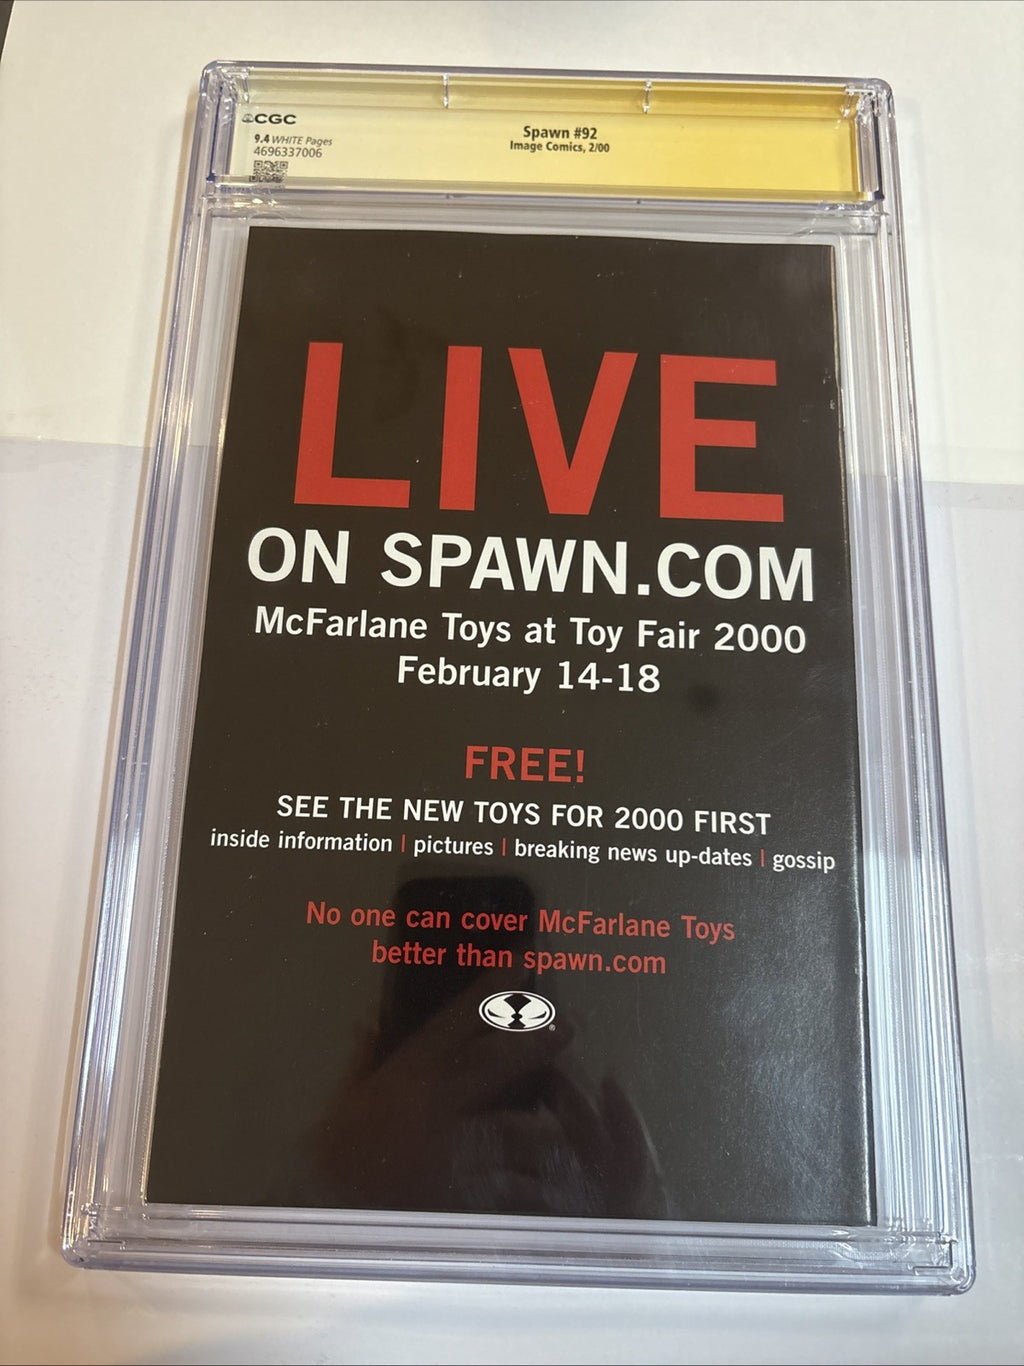 CGC
9.4 WHITE Pages
4696337006
Spawn #92
Image Comics, 2/00
LIVE
ON SPAWN.COM
McFarlane Toys at Toy Fair 2000
February 14-18
FREE!
SEE THE NEW TOYS FOR 2000 FIRST
inside information | pictures | breaking news up-dates | gossip
No one can cover McFarlane Toys
better than spawn.com
®